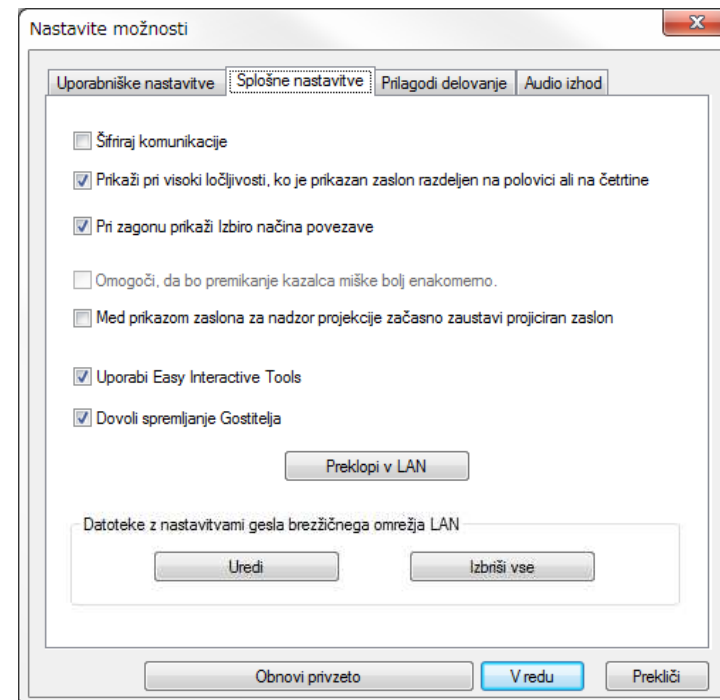 Nastavite možnosti
Uporabniške nastavitve Splošne nastavitve Prilagodi delovanje Audio izhod
Šifriraj komunikacije
Prikaži pri visoki ločljivosti, ko je prikazan zaslon razdeljen na polovici ali na četrtine
Pri zagonu prikaži Izbiro načina povezave
Omogoči, da bo premikanje kazalca miške bolj enakomerno.
Med prikazom zaslona za nadzor projekcije začasno zaustavi projiciran zaslon
Uporabi Easy Interactive Tools
Dovoli spremljanje Gostitelja
Preklopi v LAN
Datoteke z nastavitvami gesla brezžičnega omrežja LAN
Uredi Izbriši vse
Obnovi privzeto V redu Prekliči